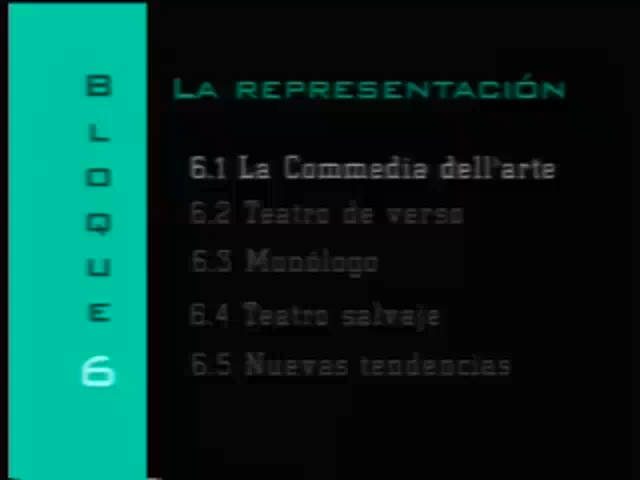 BLOQUE 6
LA REPRESENTACIÓN
6.1 La Commedia dell'arte
6.2 Teatro de verso
6.3 Monólogo
6.4 Teatro salvaje
6.5 Nuevas tendencias